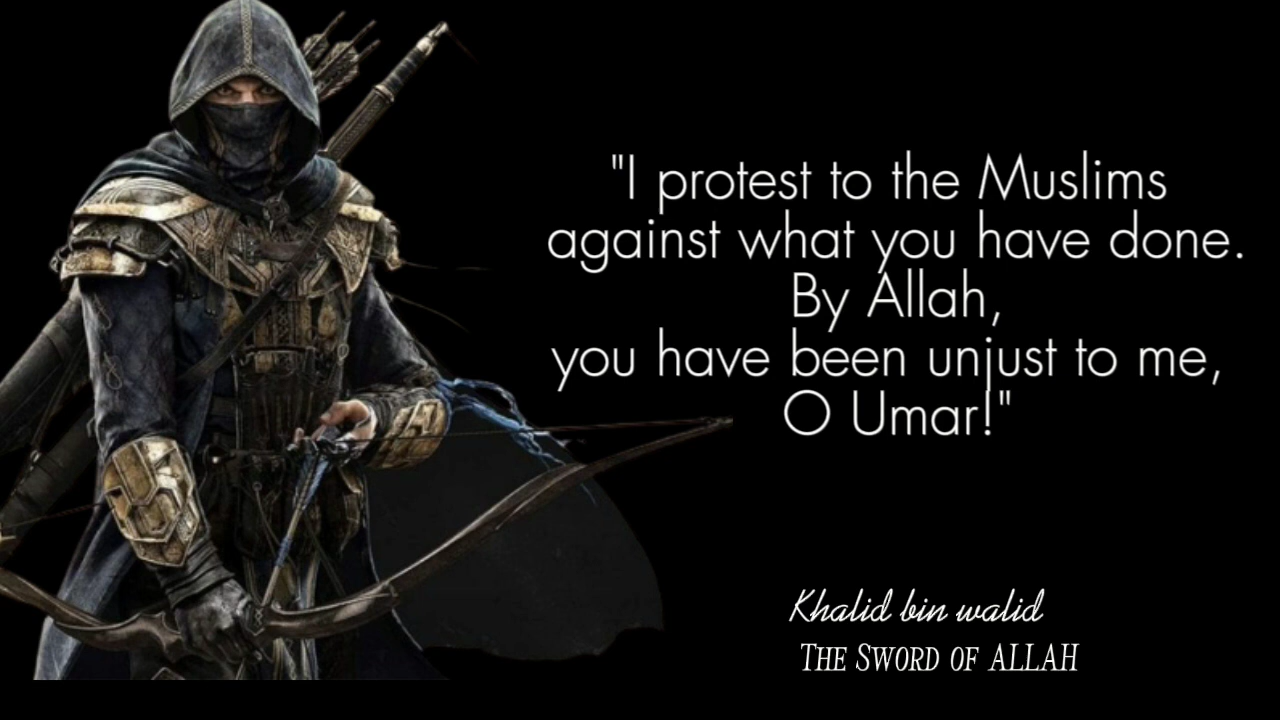 "I protest to the Muslims
against what you have done.
By Allah,
you have been unjust to me,
O Umar!"
Khalid bin walid
THE SWORD OF ALLAH